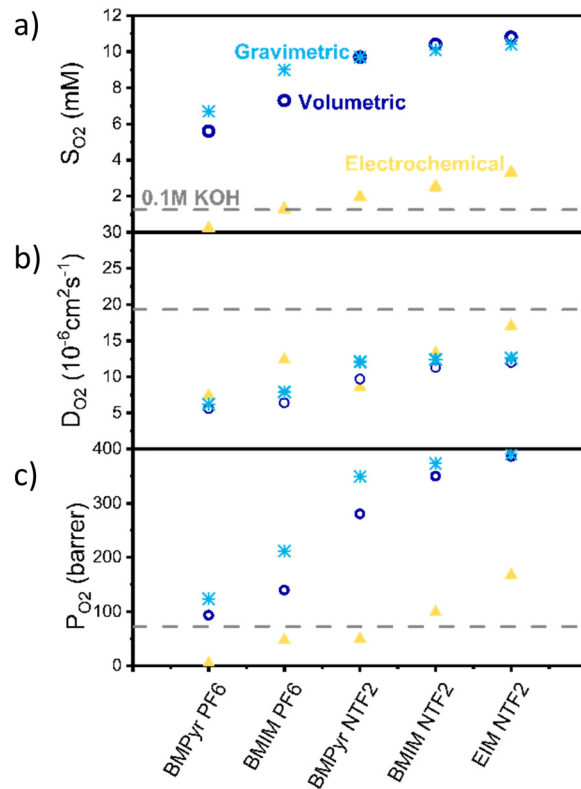 a)
12
10
8
6
4
2
S_O2 (mM)
Gravimetric
Volumetric
Electrochemical
0.1M KOH
b)
30
25
20
15
10
5
D_O2 (10⁻⁶cm²s⁻¹)
c)
400
300
200
100
0
P_O2 (barrer)
BMPyr PF6
BMIM PF6
BMPyr NTF2
BMIM NTF2
EIM NTF2